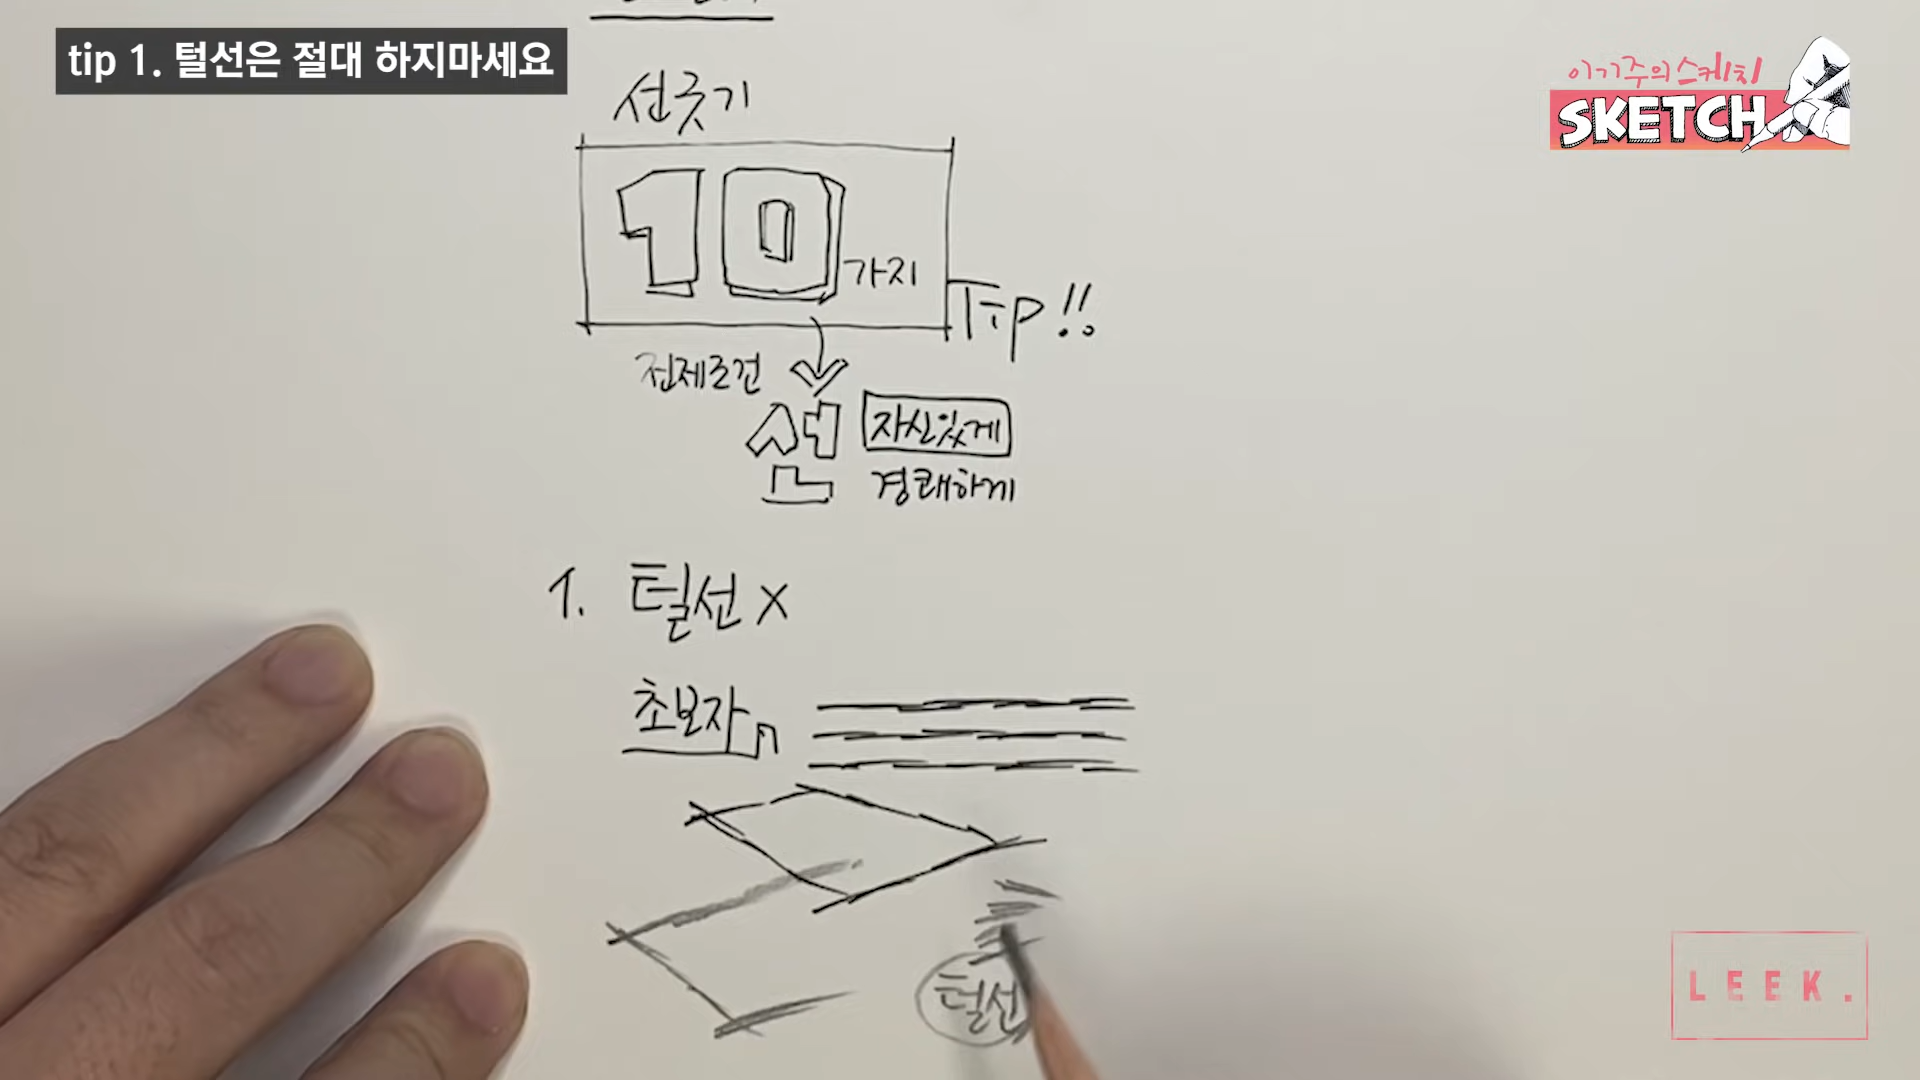 tip 1. 털선은 절대 하지마세요
이기주의 스케치
SKETCH
선긋기
10가지
Tip!!
전제조건
선 자신있게
경쾌하게
1. 털선 X
초보자
털선
LEEK.